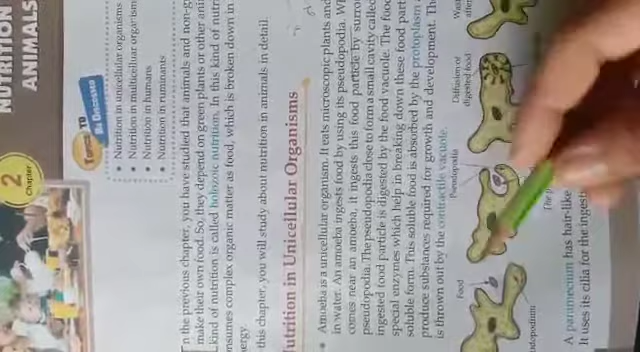 NUTRITION
ANIMALS
2
Chapter
Topics TO
Be Discussed
Nutrition in unicellular organisms
Nutrition in multicelluar organism
Nutrition in humans
Nutrition in ruminants
n the previous chapter, you have studied that animals and non-g
make their own food. So, they depend on green plants or other ani
kind of nutrition is called holozoic nutrition. In this kind of nutr
nsumes complex organic matter as food, which is broken down in
ergy.
this chapter, you will study about nutrition in animals in detail.
utrition in Unicellular Organisms
Amoeba is a unicellular organism. It eats microscopic plants and
in water. An amoeba ingests food by using its pseudopodia. W
comes near an amoeba, it ingests this food particle by surro
pseudopodia. The pseudopodia close to form a small cavity called
ingested food particle is digested by the food vacuole. The food
special enzymes which help in breaking down these food part
soluble form. This soluble food is absorbed by the protoplasm
produce substances required for growth and development. Th
is thrown out by the contractile vacuole.
Food
Pseudopodia
Diffusion of
digested food
Was
udopodium
A paramecium has hair-like
It uses its cilia for the ingest